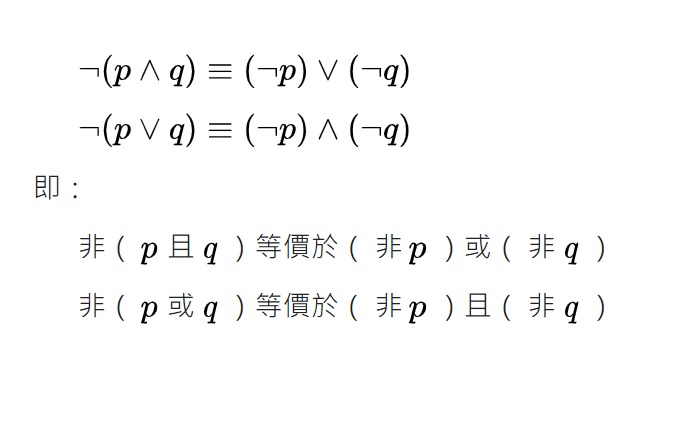 ¬(p ∧ q) ≡ (¬p) ∨ (¬q)
¬(p ∨ q) ≡ (¬p) ∧ (¬q)
即：
非（ p 且 q ）等價於（ 非 p ）或（ 非 q ）
非（ p 或 q ）等價於（ 非 p ）且（ 非 q ）